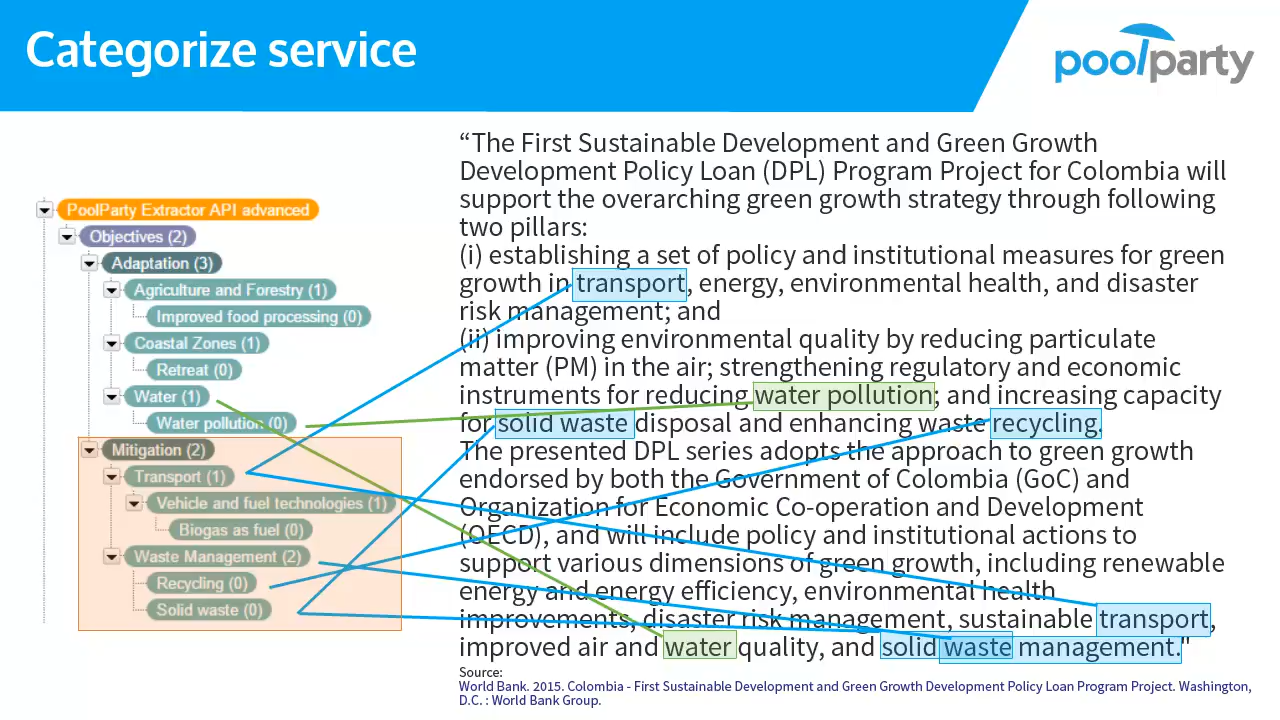 Categorize service
poolparty
PoolParty Extractor API advanced
Objectives (2)
Adaptation (3)
Agriculture and Forestry (1)
Improved food processing (0)
Coastal Zones (1)
Retreat (0)
Water (1)
Water pollution (0)
Mitigation (2)
Transport (1)
Vehicle and fuel technologies (1)
Biogas as fuel (0)
Waste Management (2)
Recycling (0)
Solid waste (0)
“The First Sustainable Development and Green Growth
Development Policy Loan (DPL) Program Project for Colombia will
support the overarching green growth strategy through following
two pillars:
(i) establishing a set of policy and institutional measures for green
growth in transport, energy, environmental health, and disaster
risk management; and
(ii) improving environmental quality by reducing particulate
matter (PM) in the air; strengthening regulatory and economic
instruments for reducing water pollution; and increasing capacity
for solid waste disposal and enhancing waste recycling.
The presented DPL series adopts the approach to green growth
endorsed by both the Government of Colombia (GoC) and
Organization for Economic Co-operation and Development
(OECD), and will include policy and institutional actions to
support various dimensions of green growth, including renewable
energy and energy efficiency, environmental health
improvements, disaster risk management, sustainable transport,
improved air and water quality, and solid waste management."
Source:
World Bank. 2015. Colombia - First Sustainable Development and Green Growth Development Policy Loan Program Project. Washington,
D.C. : World Bank Group.